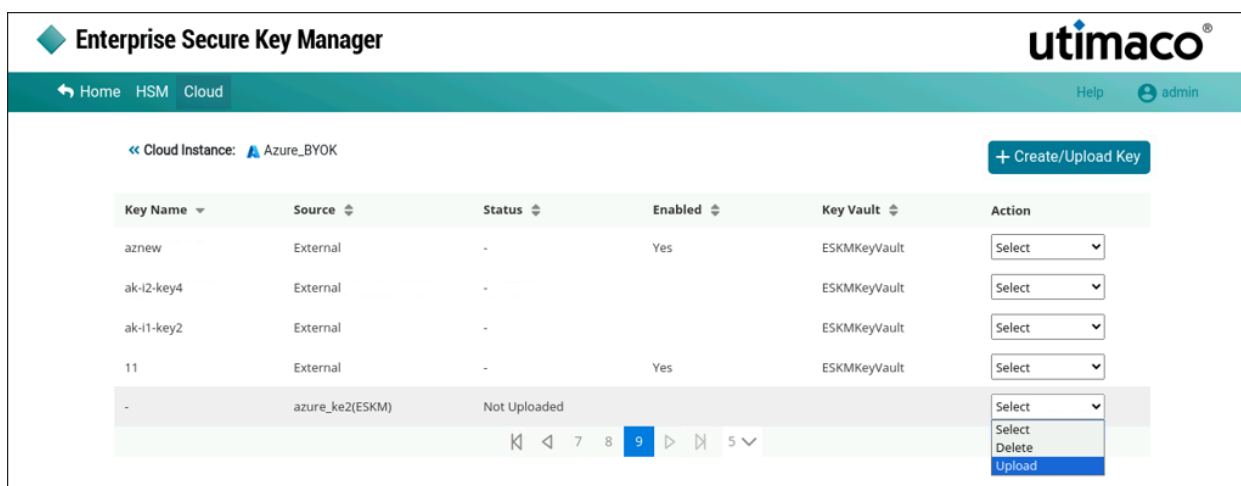 Enterprise Secure Key Manager
utimaco®
Home HSM Cloud Help admin
« Cloud Instance: Azure_BYOK
+ Create/Upload Key
Key Name Source Status Enabled Key Vault Action
aznew External - Yes ESKMKeyVault Select
ak-i2-key4 External - ESKMKeyVault Select
ak-i1-key2 External - ESKMKeyVault Select
11 External - Yes ESKMKeyVault Select
- azure_ke2(ESKM) Not Uploaded Select
Select
Delete
Upload
7 8 9 5